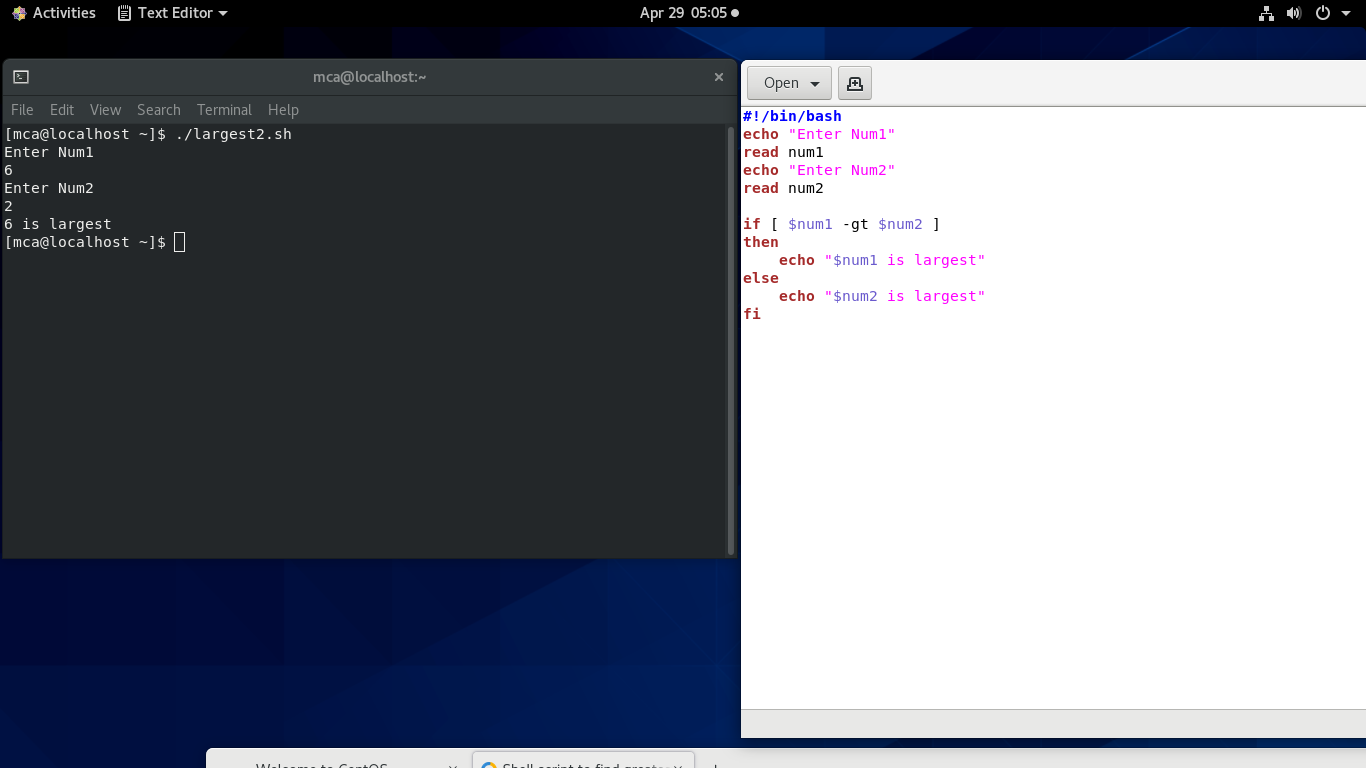 Activities Text Editor Apr 29 05:05
mca@localhost:~
File Edit View Search Terminal Help
[mca@localhost ~]$ ./largest2.sh
Enter Num1
6
Enter Num2
2
6 is largest
[mca@localhost ~]$
Open
#!/bin/bash
echo "Enter Num1"
read num1
echo "Enter Num2"
read num2
if [ $num1 -gt $num2 ]
then
    echo "$num1 is largest"
else
    echo "$num2 is largest"
fi
Welcome to CentOS Shell script to find great